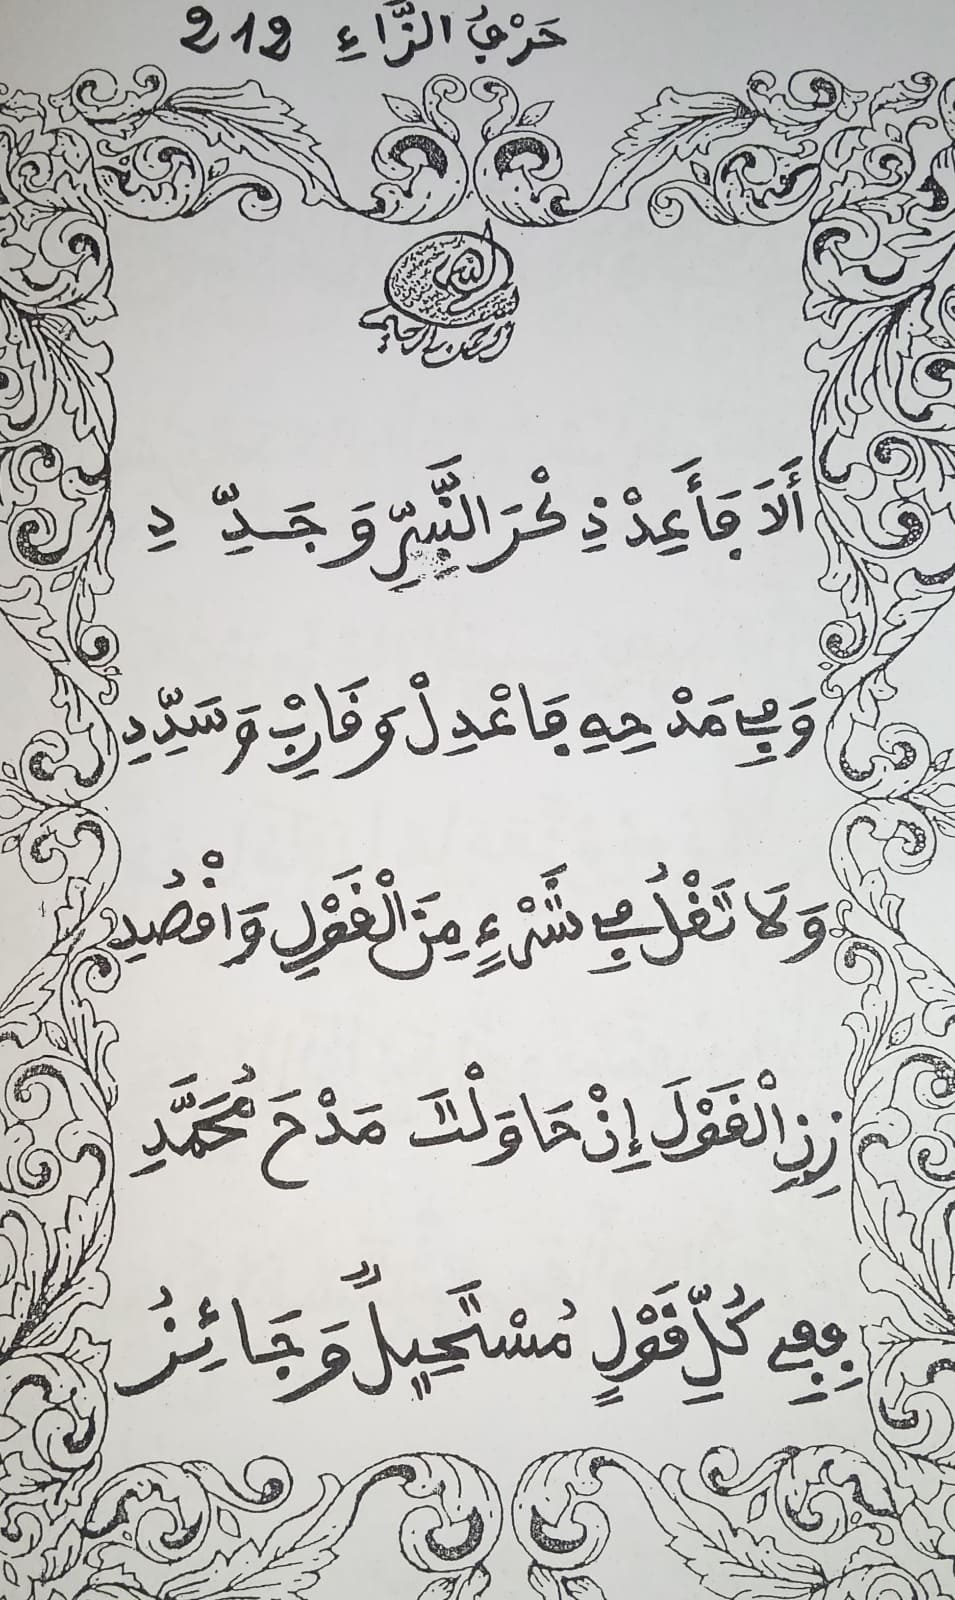 حَرْفُ الزَّاءِ 212
بسم الله الرحمن الرحيم
أَلَا فَأَعِدْ ذِكْرَ النَّبِيِّ وَجَدِّدِ
وَفِي مَدْحِهِ فَاعْدِلْ وَقَارِبْ وَسَدِّدِ
وَلَا تَغْلُ فِي شَيْءٍ مِنَ الْقَوْلِ وَاقْصُدِ
زِنِ الْقَوْلَ إِنْ حَاوَلْتَ مَدْحَ مُحَمَّدِ
فَفِي كُلِّ قَوْلٍ مُسْتَحِيلٌ وَجَائِزُ